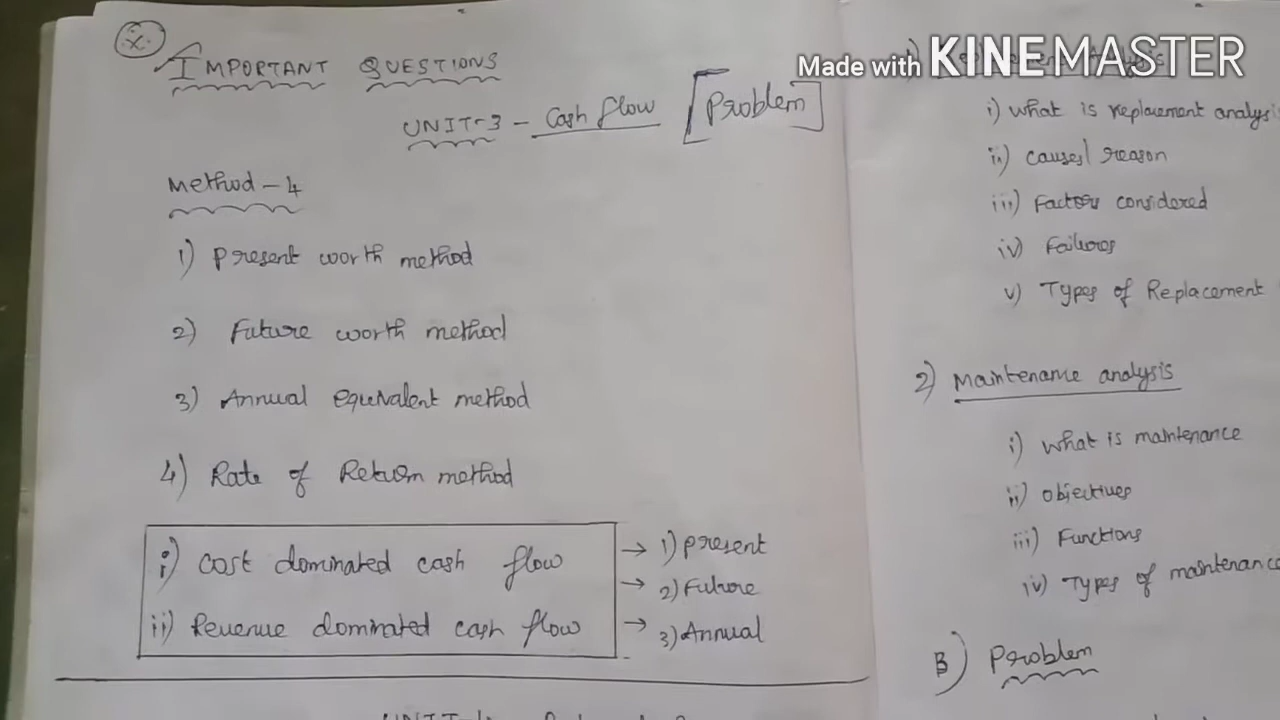 IMPORTANT QUESTIONS
UNIT-3 - Cash flow [Problem]
Method - 4
1) Present worth method
2) Future worth method
3) Annual equivalent method
4) Rate of Return method
i) Cost dominated cash flow
ii) Revenue dominated cash flow
→ 1) Present
→ 2) Future
→ 3) Annual
Made with KINEMASTER
i) What is replacement analysis
ii) Causes/ reason
iii) Factors considered
iv) Failures
v) Types of Replacement
2) Maintenance analysis
i) What is maintenance
ii) Objectives
iii) Functions
iv) Types of maintenance
B) Problem